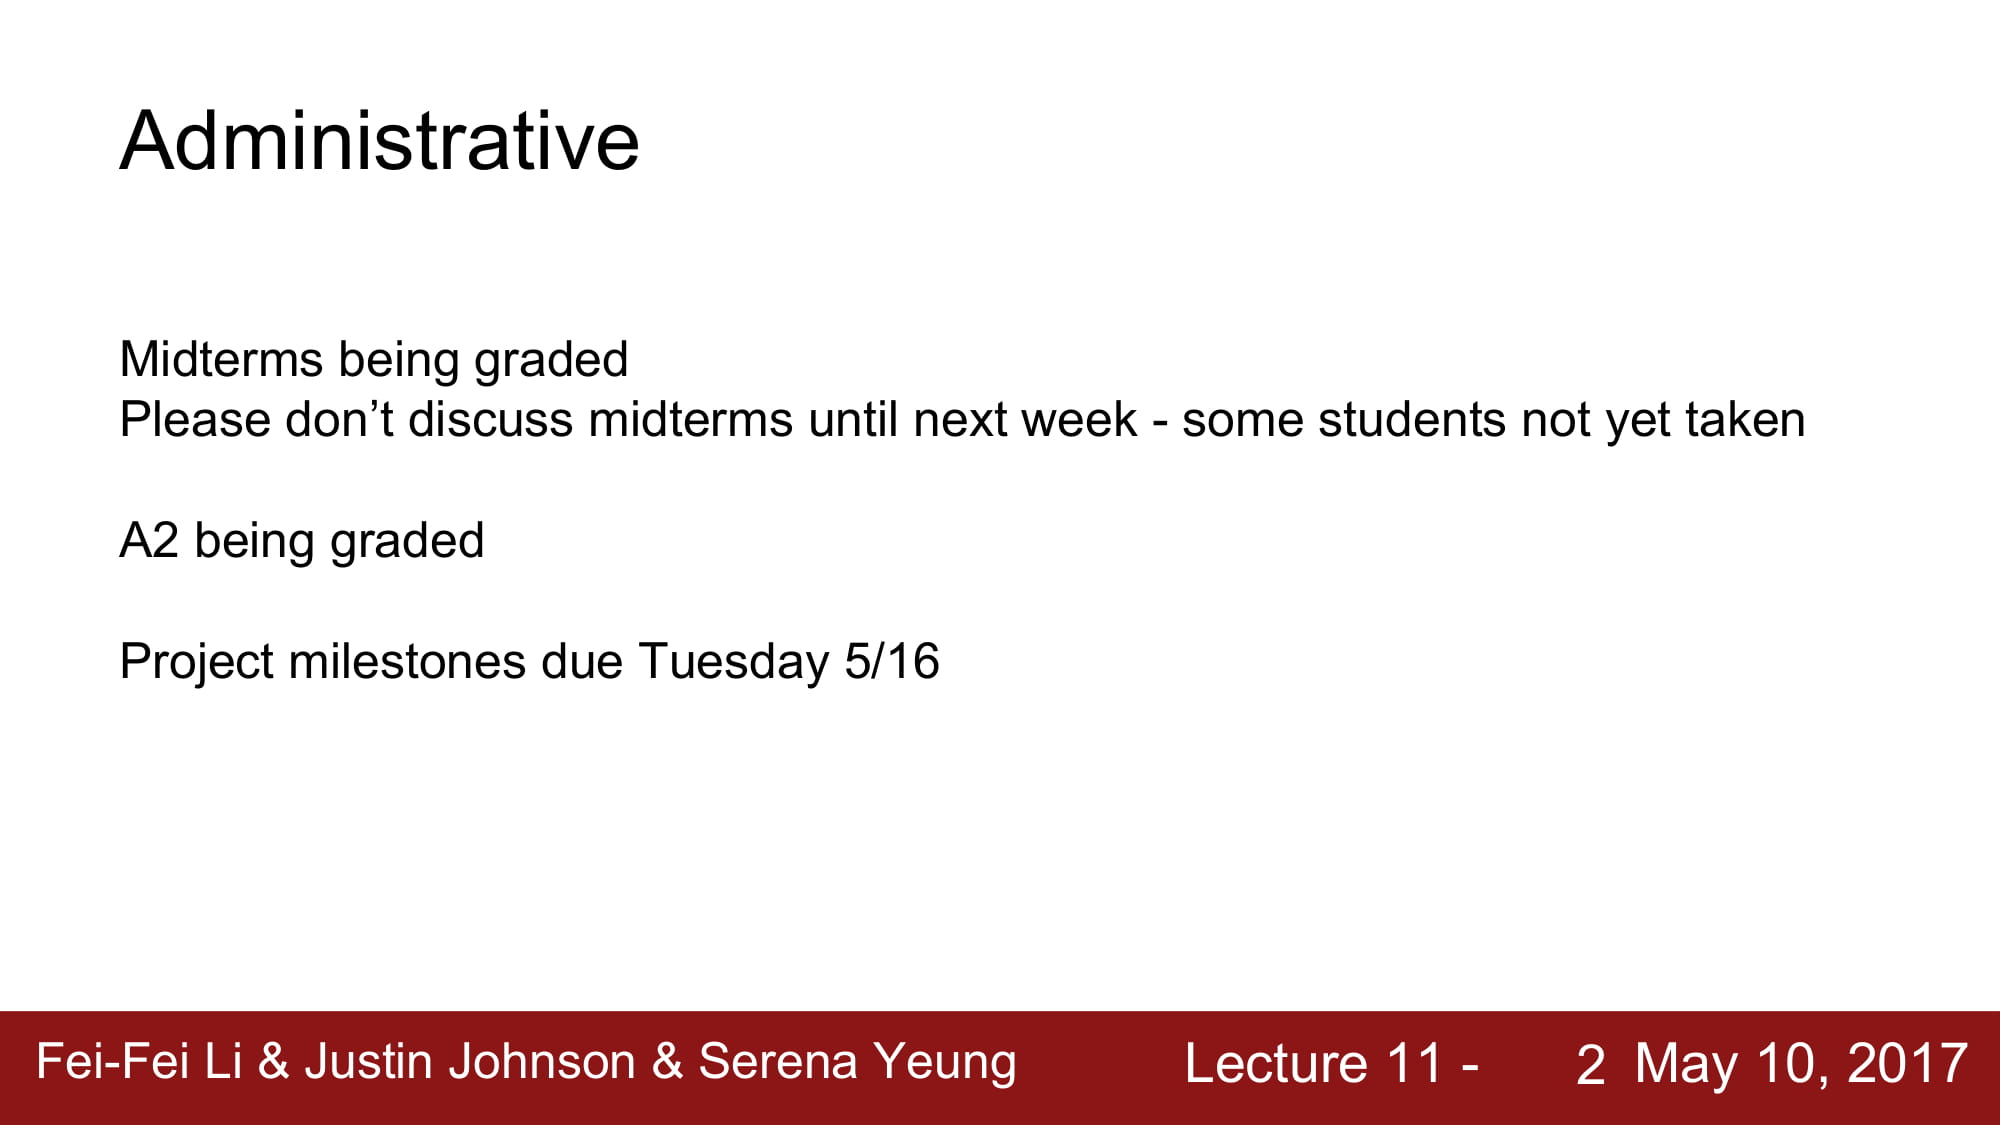 Administrative
Midterms being graded
Please don’t discuss midterms until next week - some students not yet taken
A2 being graded
Project milestones due Tuesday 5/16
Fei-Fei Li & Justin Johnson & Serena Yeung Lecture 11 - 2 May 10, 2017